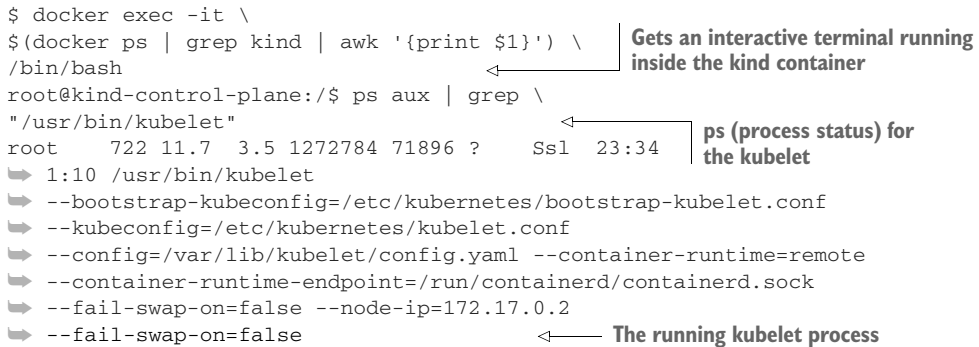 $ docker exec -it \
$(docker ps | grep kind | awk '{print $1}') \
/bin/bash
Gets an interactive terminal running
inside the kind container
root@kind-control-plane:/$ ps aux | grep \
"/usr/bin/kubelet"
ps (process status) for
the kubelet
root    722 11.7  3.5 1272784 71896 ?    Ssl  23:34
➥ 1:10 /usr/bin/kubelet
➥ --bootstrap-kubeconfig=/etc/kubernetes/bootstrap-kubelet.conf
➥ --kubeconfig=/etc/kubernetes/kubelet.conf
➥ --config=/var/lib/kubelet/config.yaml --container-runtime=remote
➥ --container-runtime-endpoint=/run/containerd/containerd.sock
➥ --fail-swap-on=false --node-ip=172.17.0.2
➥ --fail-swap-on=false
The running kubelet process